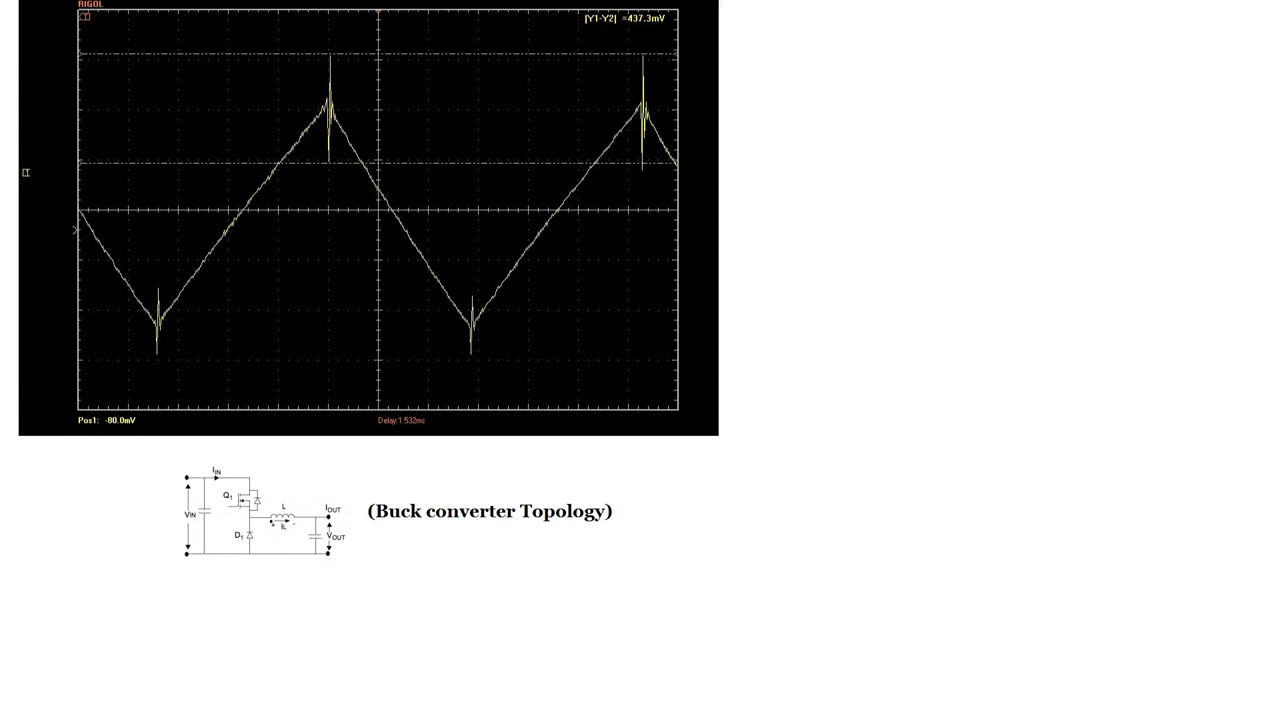 RIGOL
|Y1-Y2| =437.3mV
Pos1: -80.0mV
Delay:1.532ms
IIN
Q1
L
IOUT
VIN
+ IL -
D1
VOUT
(Buck converter Topology)